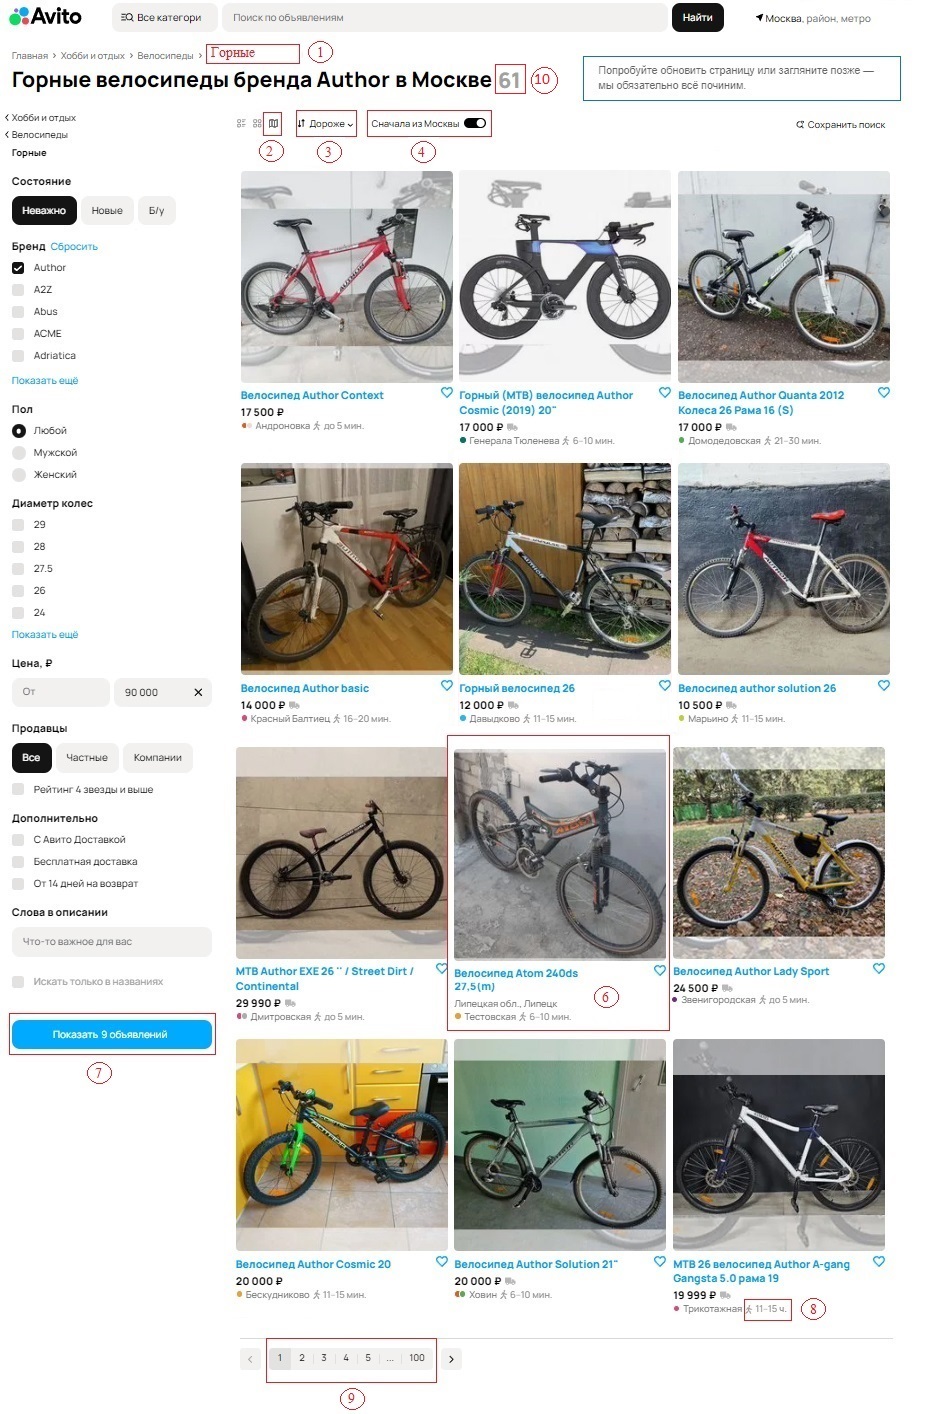 Avito
Все категори
Поиск по объявлениям
Найти
Москва, район, метро
Главная › Хобби и отдых › Велосипеды › Горные
1
Горные велосипеды бренда Author в Москве 61
10
Попробуйте обновить страницу или загляните позже —
мы обязательно всё починим.
‹ Хобби и отдых
‹ Велосипеды
Горные
Дороже
Сначала из Москвы
Сохранить поиск
2
3
4
Состояние
Неважно
Новые
Б/у
Бренд Сбросить
Author
A2Z
Abus
ACME
Adriatica
Показать ещё
Пол
Любой
Мужской
Женский
Диаметр колес
29
28
27.5
26
24
Показать ещё
Цена, ₽
От
90 000
Продавцы
Все
Частные
Компании
Рейтинг 4 звезды и выше
Дополнительно
С Авито Доставкой
Бесплатная доставка
От 14 дней на возврат
Слова в описании
Что-то важное для вас
Искать только в названиях
Показать 9 объявлений
7
Велосипед Author Context
17 500 ₽
Андроновка до 5 мин.
Горный (MTB) велосипед Author
Cosmic (2019) 20"
17 000 ₽
Генерала Тюленева 6–10 мин.
Велосипед Author Quanta 2012
Колеса 26 Рама 16 (S)
17 000 ₽
Домодедовская 21–30 мин.
Велосипед Author basic
14 000 ₽
Красный Балтиец 16–20 мин.
Горный велосипед 26
12 000 ₽
Давыдково 11–15 мин.
Велосипед author solution 26
10 500 ₽
Марьино 11–15 мин.
MTB Author EXE 26 '' / Street Dirt /
Continental
29 990 ₽
Дмитровская до 5 мин.
Велосипед Atom 240ds
27,5(m)
Липецкая обл., Липецк
Тестовская 6–10 мин.
6
Велосипед Author Lady Sport
24 500 ₽
Звенигородская до 5 мин.
Велосипед Author Cosmic 20
20 000 ₽
Бескудниково 11–15 мин.
Велосипед Author Solution 21"
20 000 ₽
Ховин 6–10 мин.
MTB 26 велосипед Author A-gang
Gangsta 5.0 рама 19
19 999 ₽
Трикотажная 11–15 ч.
8
1 2 3 4 5 ... 100
9